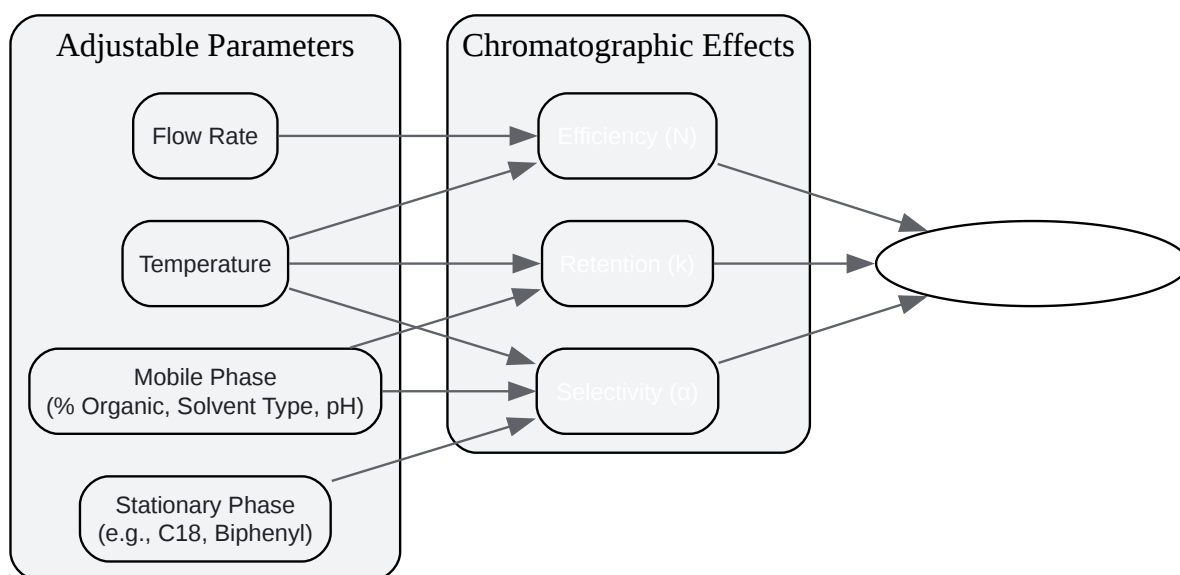 Adjustable Parameters
Chromatographic Effects
Flow Rate
Efficiency (N)
Temperature
Retention (k)
Mobile Phase
(% Organic, Solvent Type, pH)
Selectivity (α)
Stationary Phase
(e.g., C18, Biphenyl)